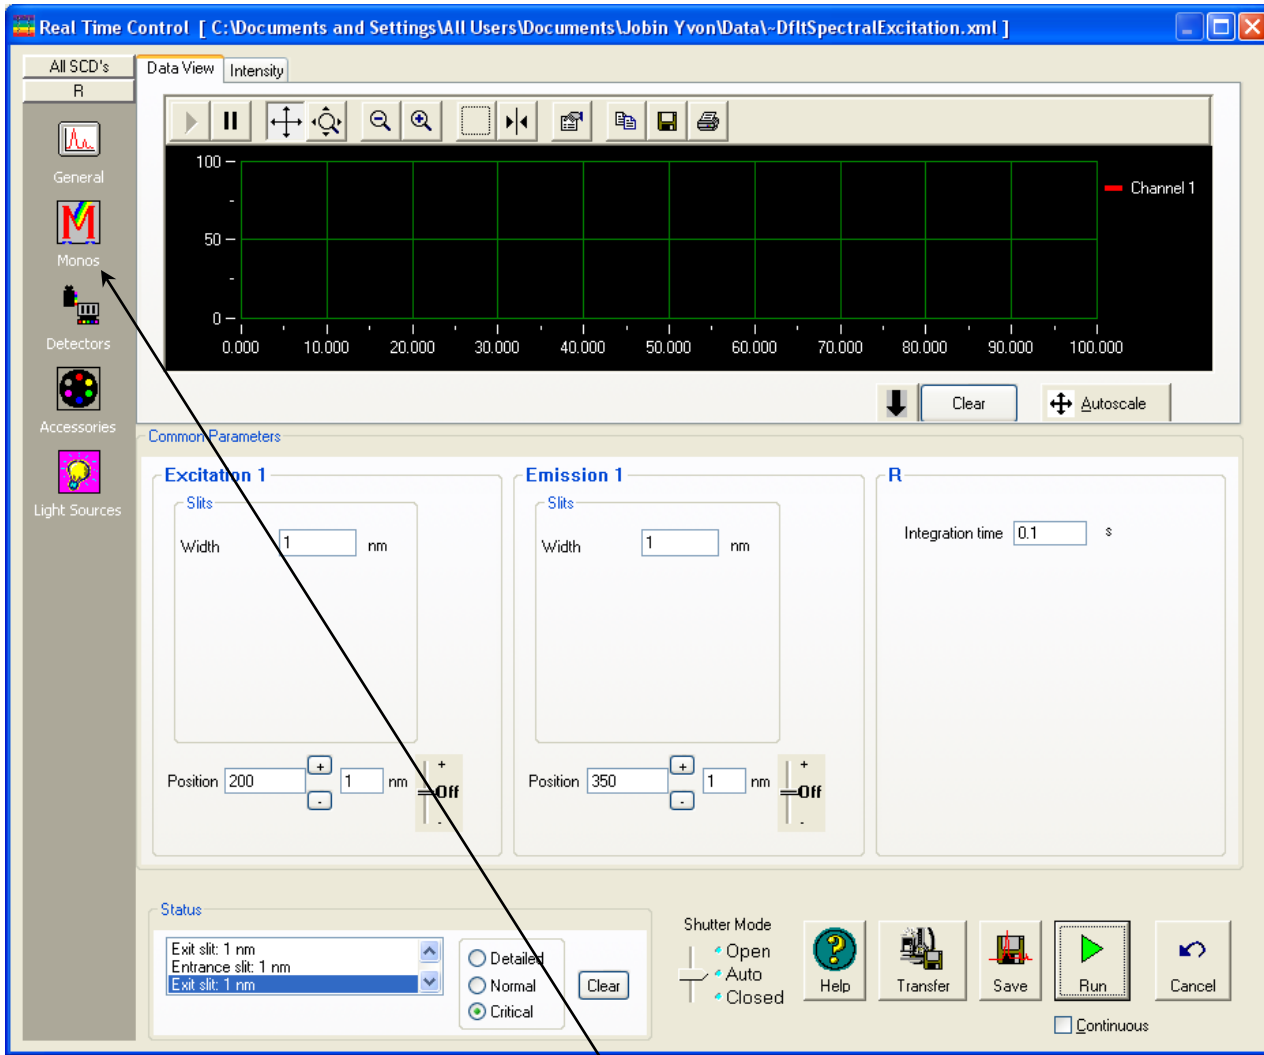 Real Time Control [ C:\Documents and Settings\All Users\Documents\Jobin Yvon\Data\~DfltSpectralExcitation.xml ]
All SCD's
R
General
Monos
Detectors
Accessories
Light Sources
Data View Intensity
100
-
50
-
0
0.000 10.000 20.000 30.000 40.000 50.000 60.000 70.000 80.000 90.000 100.000
Channel 1
Clear Autoscale
Common Parameters
Excitation 1
Slits
Width 1 nm
Position 200 + - 1 nm + Off -
Emission 1
Slits
Width 1 nm
Position 350 + - 1 nm + Off -
R
Integration time 0.1 s
Status
Exit slit: 1 nm
Entrance slit: 1 nm
Exit slit: 1 nm
Detailed
Normal
Critical
Clear
Shutter Mode
Open
Auto
Closed
Help Transfer Save Run Cancel
Continuous